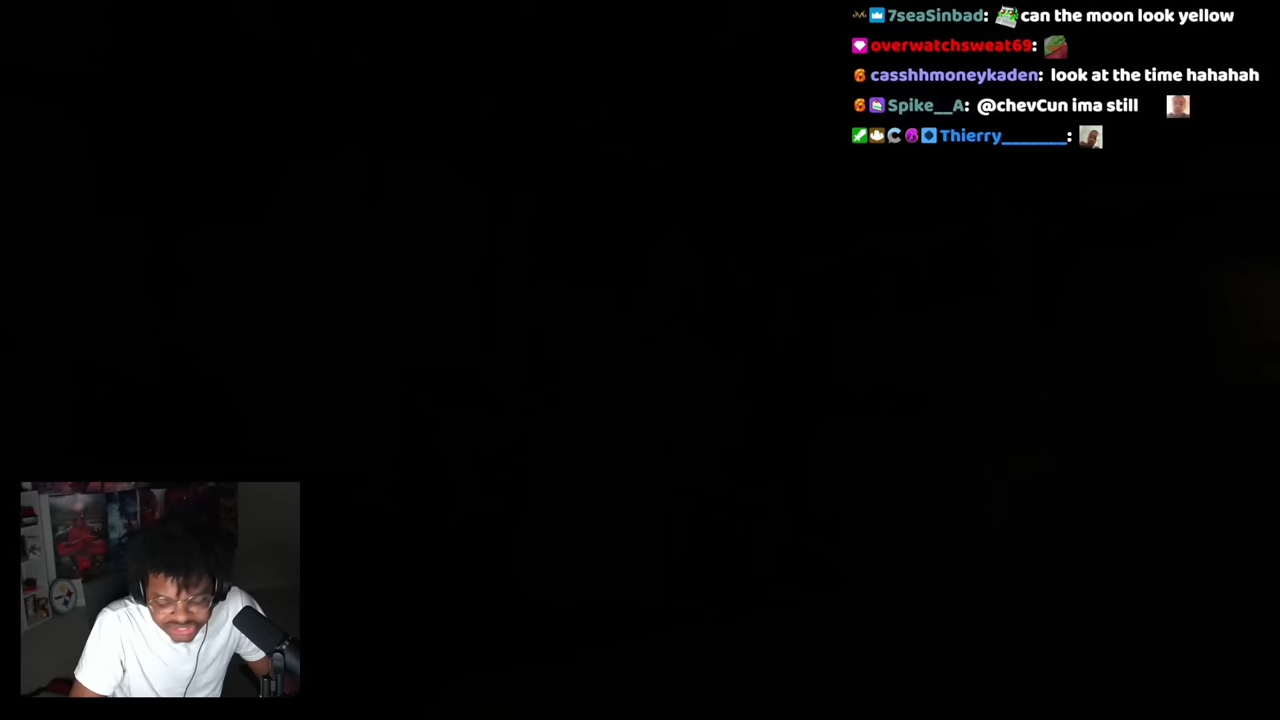 7seaSinbad: can the moon look yellow
overwatchsweat69:
casshhmoneykaden: look at the time hahahah
Spike__A: @chevCun ima still
Thierry_______: